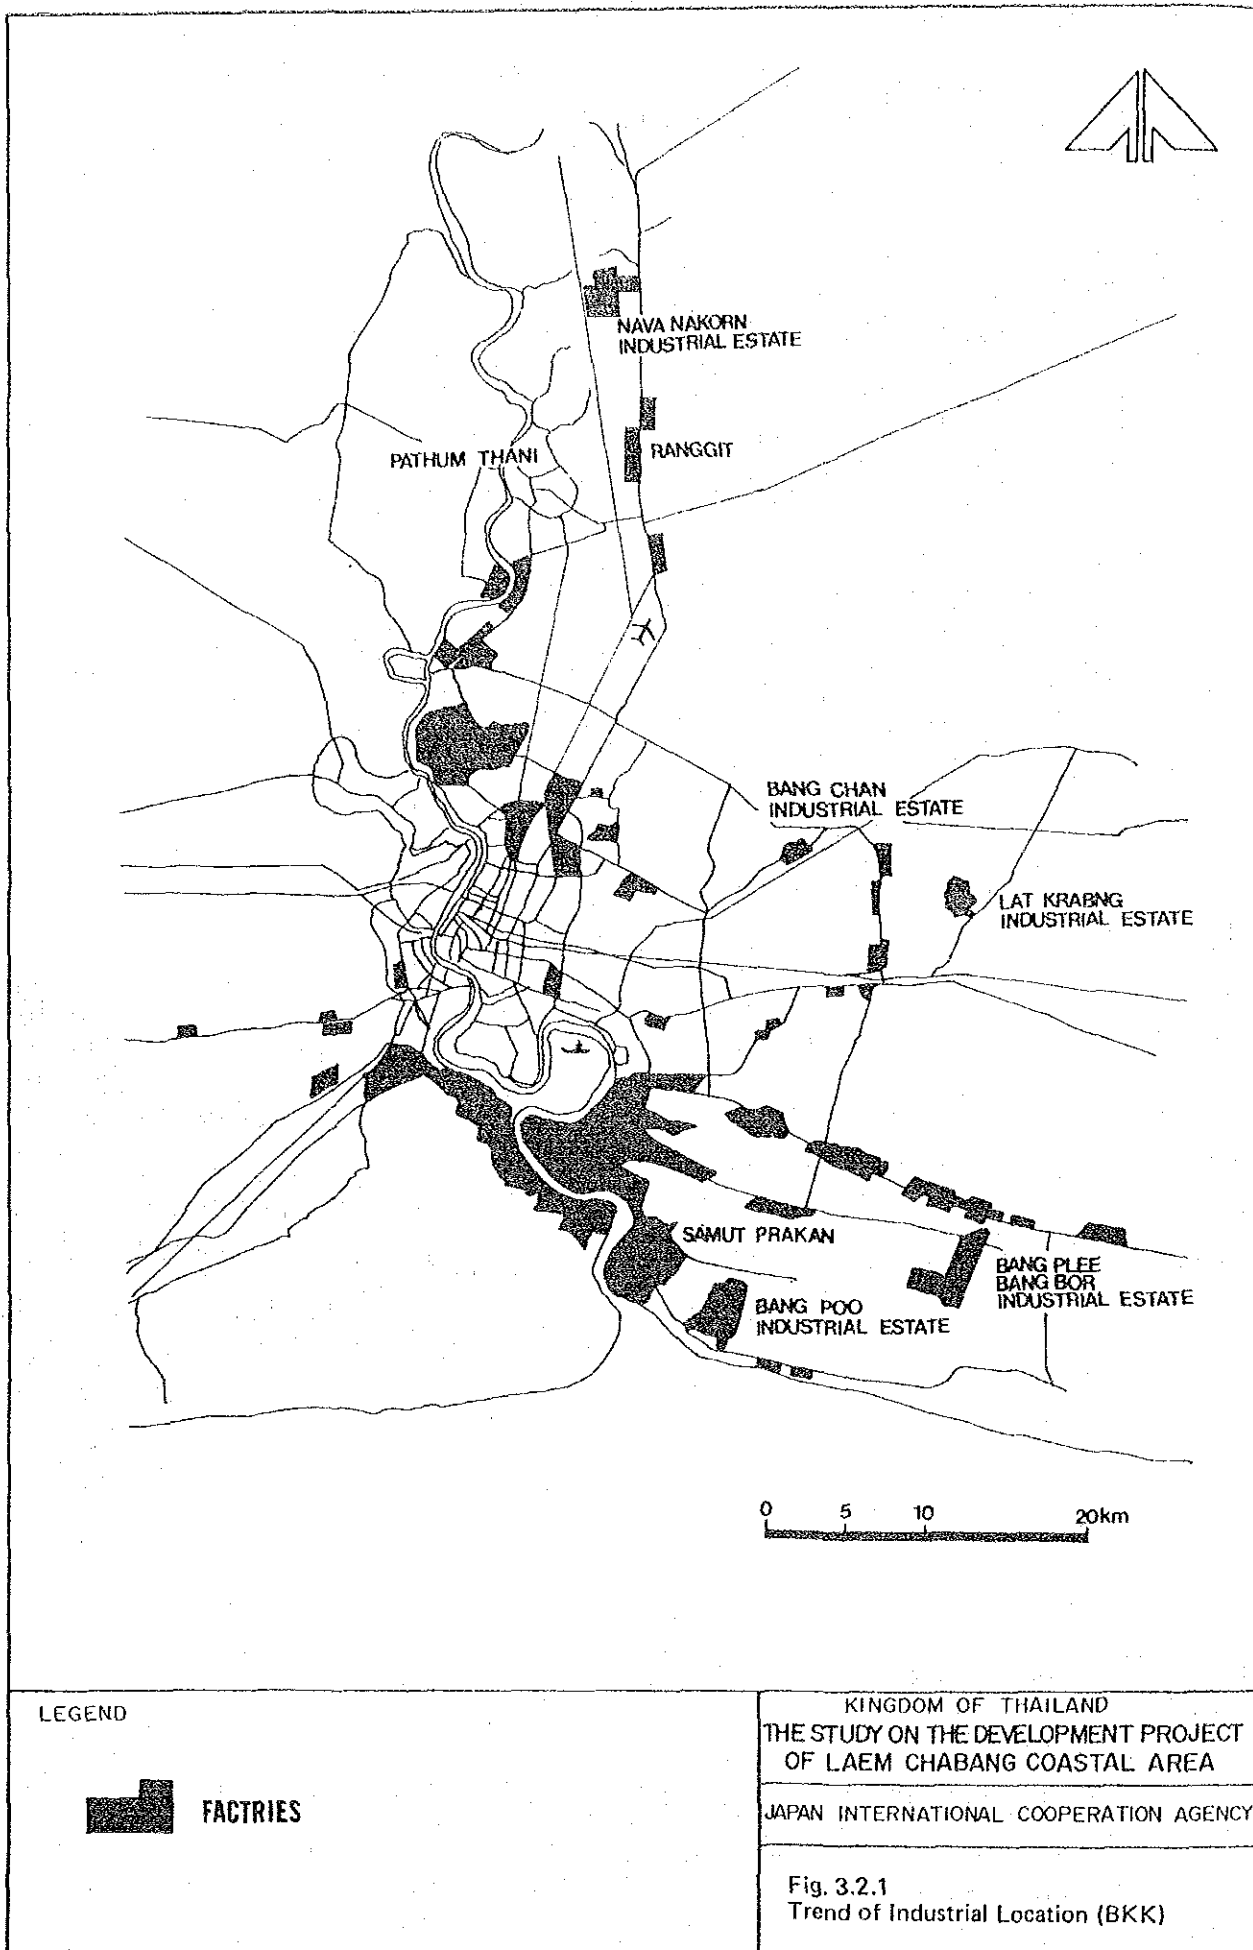 NAVA NAKORN
INDUSTRIAL ESTATE
PATHUM THANI
RANGGIT
BANG CHAN
INDUSTRIAL ESTATE
LAT KRABNG
INDUSTRIAL ESTATE
SAMUT PRAKAN
BANG PLEE
BANG BOR
INDUSTRIAL ESTATE
BANG POO
INDUSTRIAL ESTATE
0 5 10 20km
LEGEND
FACTRIES
KINGDOM OF THAILAND
THE STUDY ON THE DEVELOPMENT PROJECT
OF LAEM CHABANG COASTAL AREA
JAPAN INTERNATIONAL COOPERATION AGENCY
Fig. 3.2.1
Trend of Industrial Location (BKK)